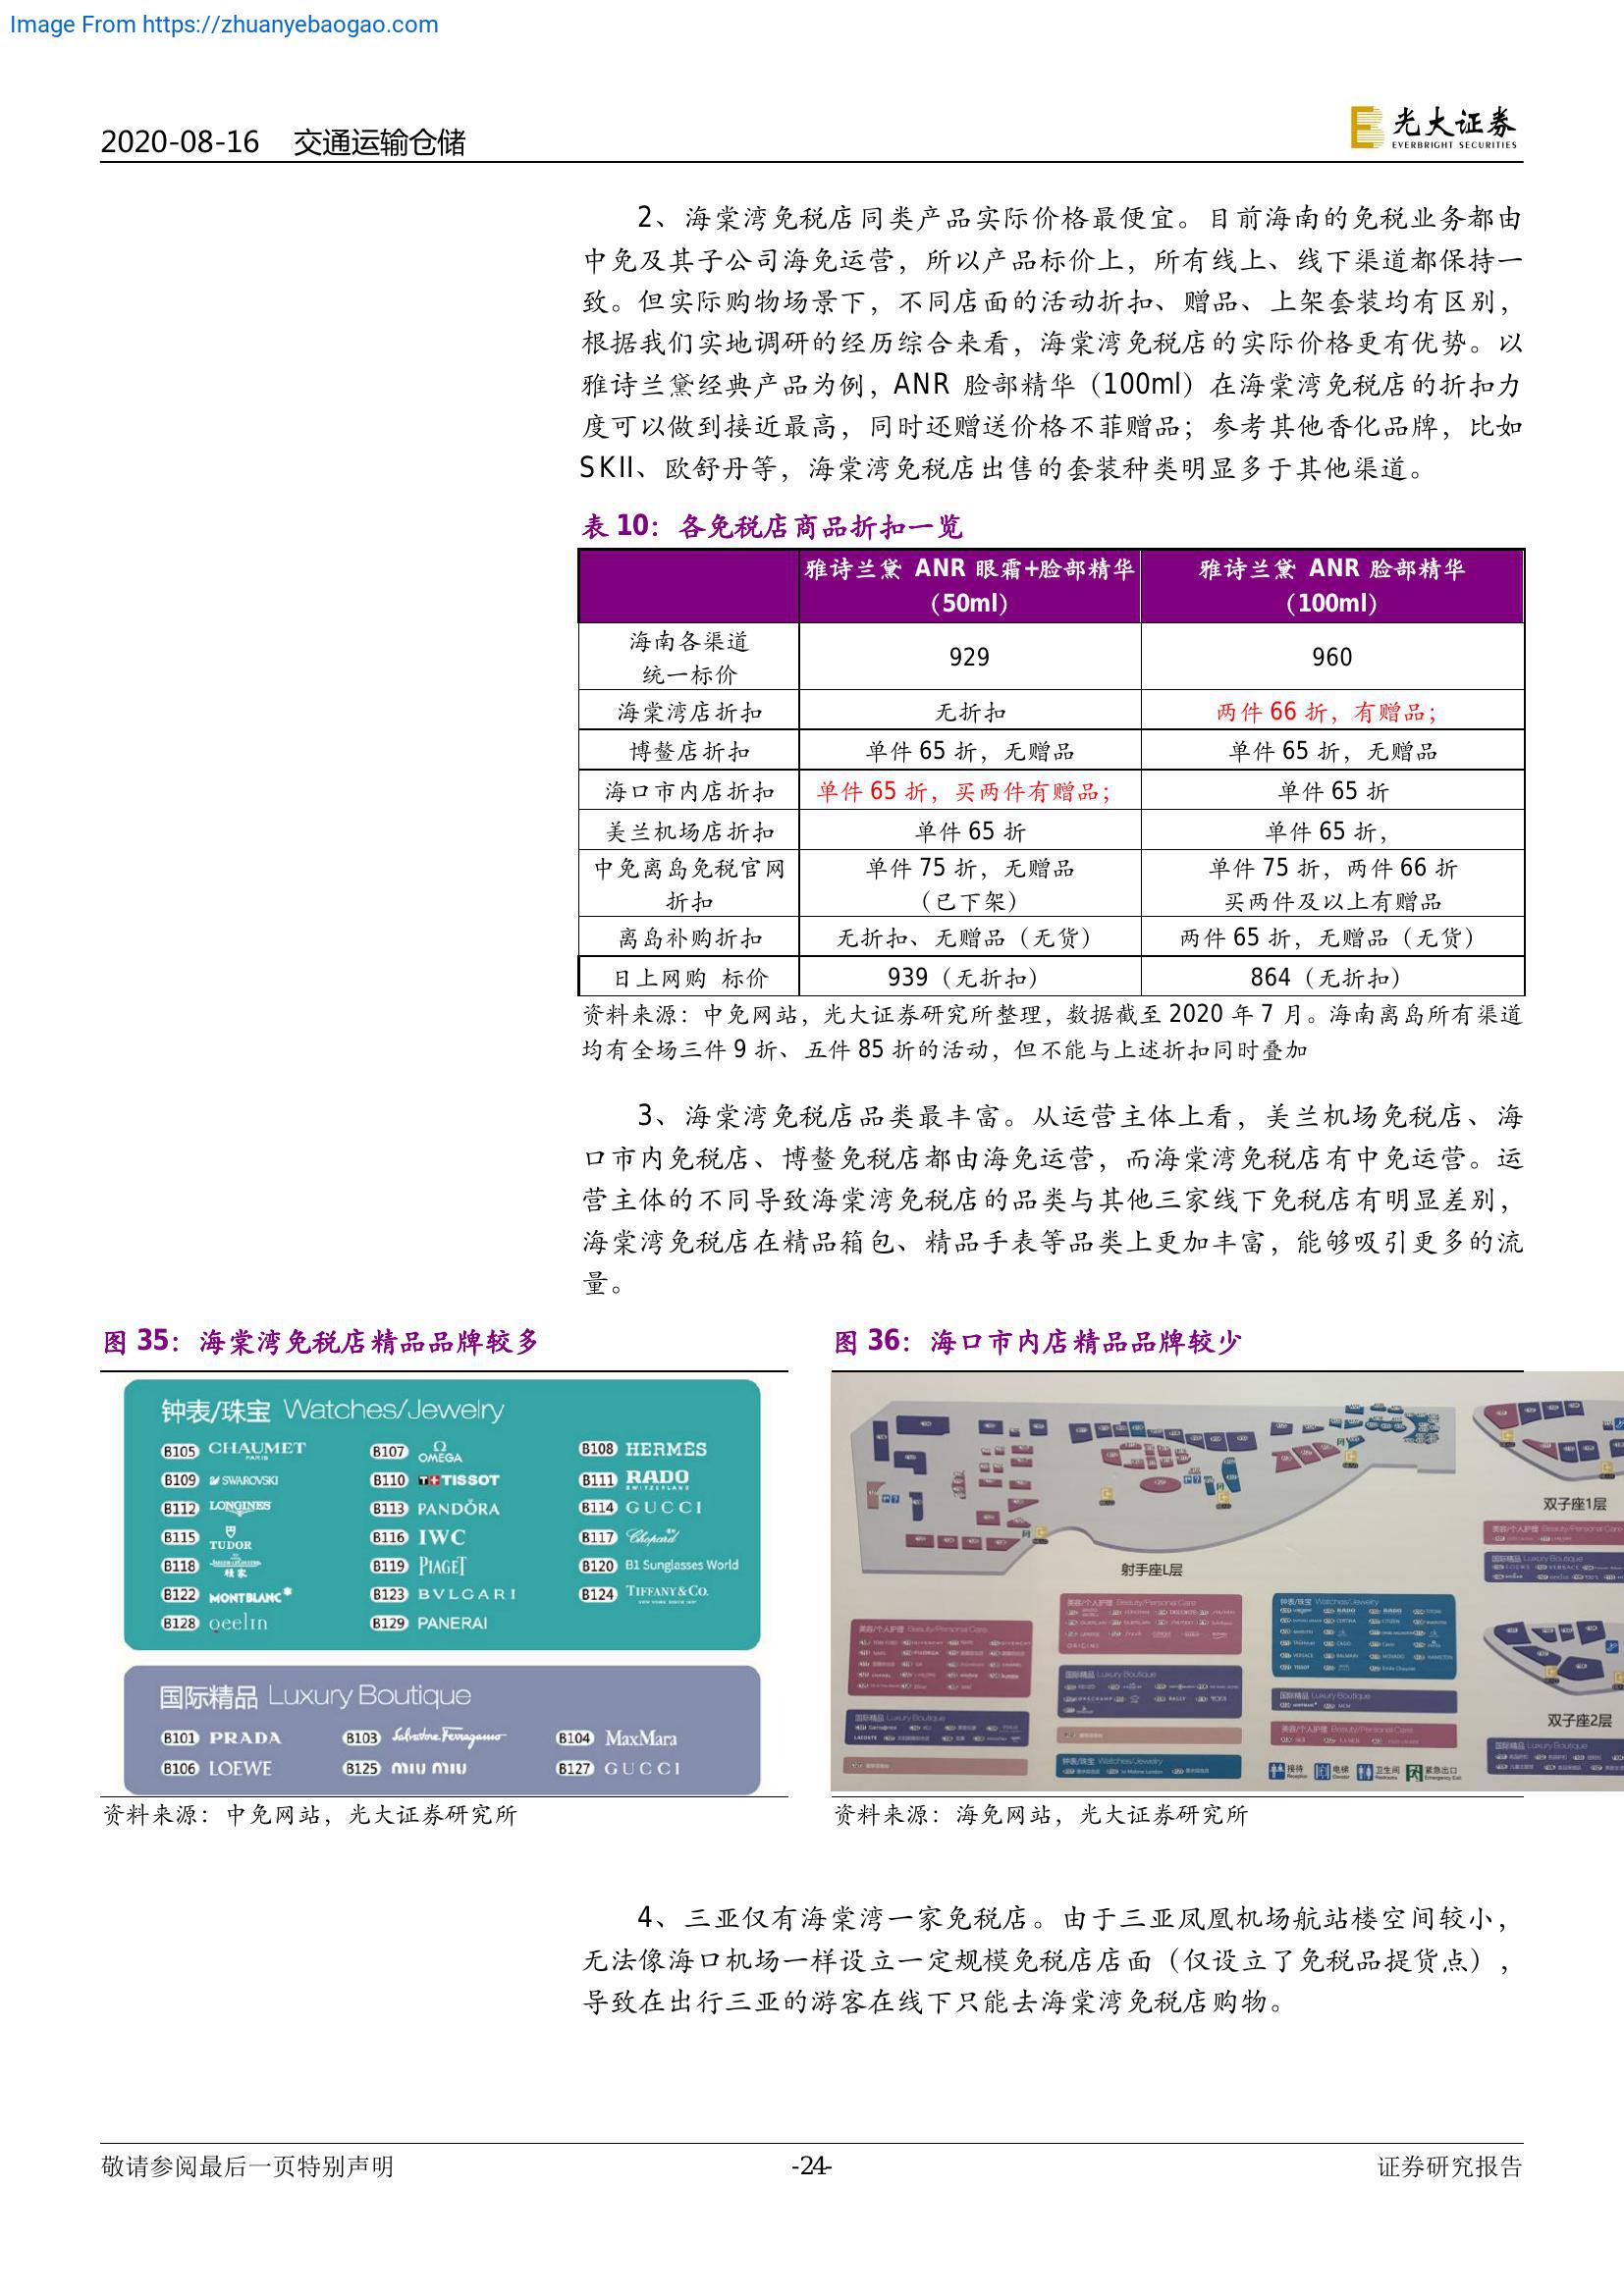 Image From https://zhuanyebaogao.com
2020-08-16 交通运输仓储
光大证券
EVERBRIGHT SECURITIES
2、海棠湾免税店同类产品实际价格最便宜。目前海南的免税业务都由
中免及其子公司海免运营，所以产品标价上，所有线上、线下渠道都保持一
致。但实际购物场景下，不同店面的活动折扣、赠品、上架套装均有区别，
根据我们实地调研的经历综合来看，海棠湾免税店的实际价格更有优势。以
雅诗兰黛经典产品为例，ANR 脸部精华（100ml）在海棠湾免税店的折扣力
度可以做到接近最高，同时还赠送价格不菲赠品；参考其他香化品牌，比如
SKII、欧舒丹等，海棠湾免税店出售的套装种类明显多于其他渠道。
表 10：各免税店商品折扣一览
雅诗兰黛 ANR 眼霜+脸部精华
（50ml）
雅诗兰黛 ANR 脸部精华
（100ml）
海南各渠道
统一标价
929
960
海棠湾店折扣
无折扣
两件 66 折，有赠品；
博鳌店折扣
单件 65 折，无赠品
单件 65 折，无赠品
海口市内店折扣
单件 65 折，买两件有赠品；
单件 65 折
美兰机场店折扣
单件 65 折
单件 65 折，
中免离岛免税官网
折扣
单件 75 折，无赠品
（已下架）
单件 75 折，两件 66 折
买两件及以上有赠品
离岛补购折扣
无折扣、无赠品（无货）
两件 65 折，无赠品（无货）
日上网购 标价
939（无折扣）
864（无折扣）
资料来源：中免网站，光大证券研究所整理，数据截至 2020 年 7 月。海南离岛所有渠道
均有全场三件 9 折、五件 85 折的活动，但不能与上述折扣同时叠加
3、海棠湾免税店品类最丰富。从运营主体上看，美兰机场免税店、海
口市内免税店、博鳌免税店都由海免运营，而海棠湾免税店有中免运营。运
营主体的不同导致海棠湾免税店的品类与其他三家线下免税店有明显差别，
海棠湾免税店在精品箱包、精品手表等品类上更加丰富，能够吸引更多的流
量。
图 35：海棠湾免税店精品品牌较多
钟表/珠宝 Watches/Jewelry
B105 CHAUMET PARIS B107 Ω OMEGA B108 HERMÈS
B109 SWAROVSKI B110 T+TISSOT B111 RADO SWITZERLAND
B112 LONGINES B113 PANDÖRA B114 GUCCI
B115 TUDOR B116 IWC B117 Chopard
B118 B119 PIAGET B120 B1 Sunglasses World
B122 MONTBLANC B123 BVLGARI B124 TIFFANY & CO.
B128 qeelin B129 PANERAI
国际精品 Luxury Boutique
B101 PRADA B103 Salvatore Ferragamo B104 MaxMara
B106 LOEWE B125 MIU MIU B127 GUCCI
资料来源：中免网站，光大证券研究所
图 36：海口市内店精品品牌较少
双子座1层
射手座L层
双子座2层
美容/个人护理 Beauty/Personal Care
国际精品 Luxury Boutique
钟表/珠宝 Watches/Jewelry
接待
电梯
卫生间
紧急出口
资料来源：海免网站，光大证券研究所
4、三亚仅有海棠湾一家免税店。由于三亚凤凰机场航站楼空间较小，
无法像海口机场一样设立一定规模免税店店面（仅设立了免税品提货点），
导致在出行三亚的游客在线下只能去海棠湾免税店购物。
敬请参阅最后一页特别声明
-24-
证券研究报告